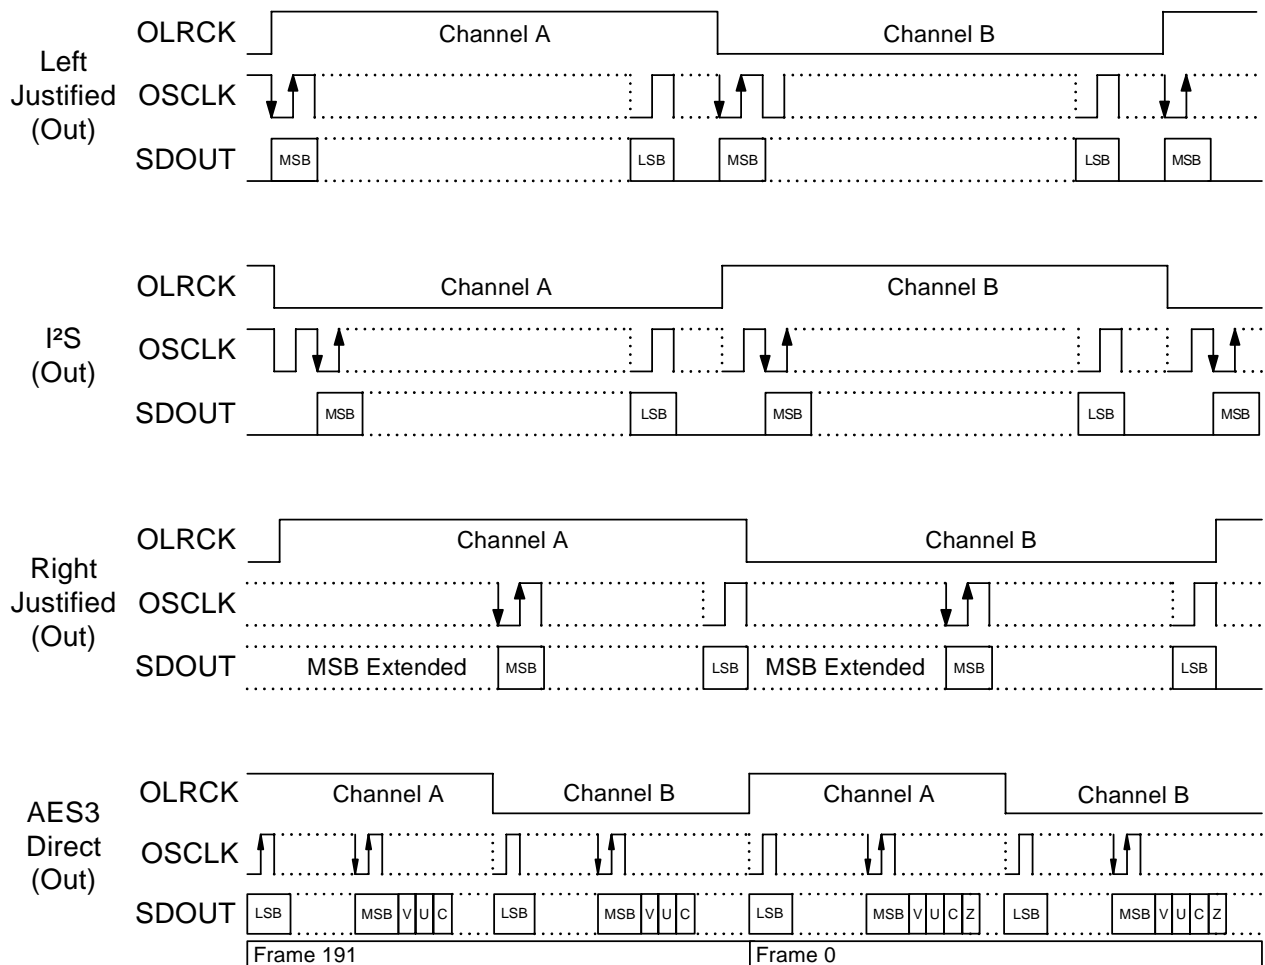 OLRCK Channel A Channel B
Left Justified (Out)
OSCLK
SDOUT MSB LSB MSB LSB MSB
OLRCK Channel A Channel B
I²S (Out)
OSCLK
SDOUT MSB LSB MSB LSB MSB
OLRCK Channel A Channel B
Right Justified (Out)
OSCLK
SDOUT MSB Extended MSB LSB MSB Extended MSB LSB
OLRCK Channel A Channel B Channel A Channel B
AES3 Direct (Out)
OSCLK
SDOUT LSB MSB V U C LSB MSB V U C LSB MSB V U C Z LSB MSB V U C Z
Frame 191 Frame 0